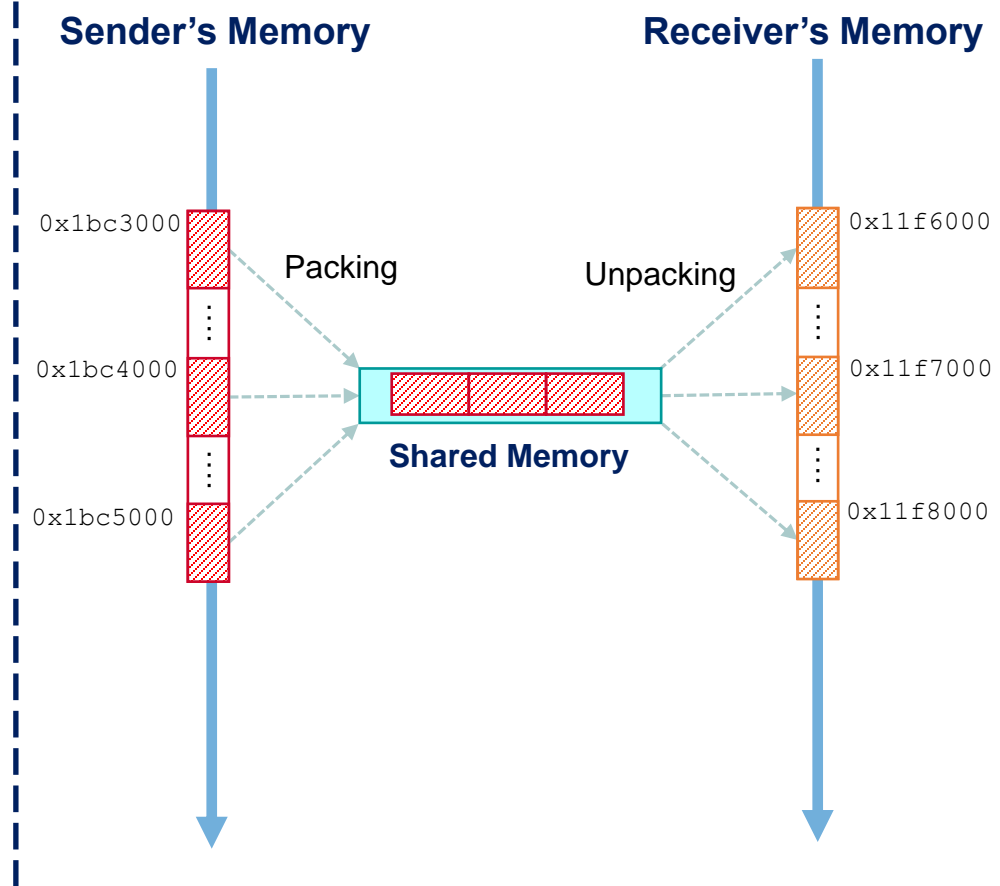 Sender’s Memory
Receiver’s Memory
0x1bc3000
0x11f6000
Packing
Unpacking
0x1bc4000
0x11f7000
Shared Memory
0x1bc5000
0x11f8000